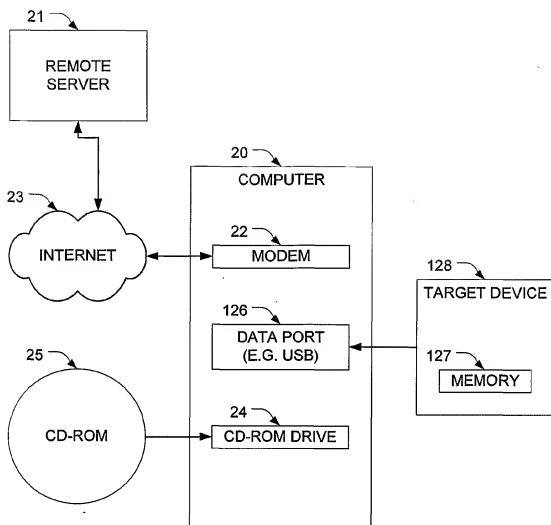 21
REMOTE
SERVER
20
COMPUTER
23
INTERNET
22
MODEM
128
TARGET DEVICE
126
DATA PORT
(E.G. USB)
127
MEMORY
25
CD-ROM
24
CD-ROM DRIVE